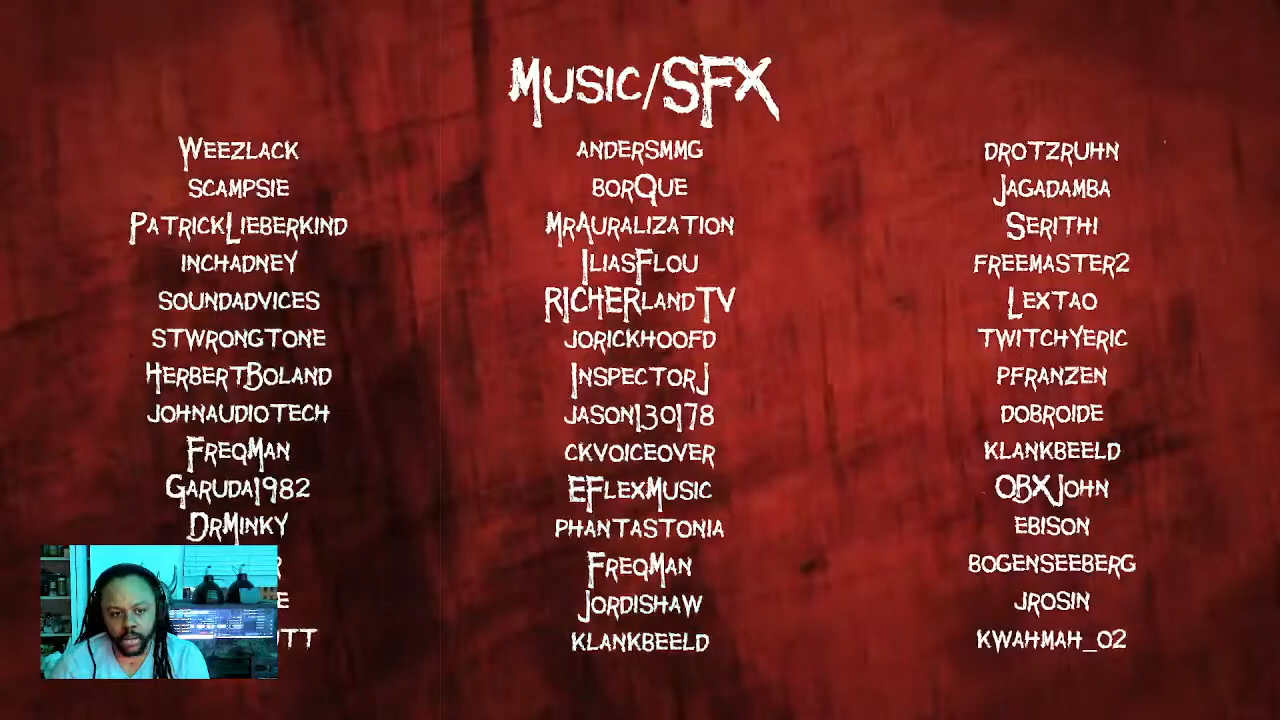 Music/SFX
Weezlack
scampsie
PatrickLieberkind
inchadney
soundadvices
stwrongtone
HerbertBoland
johnaudiotech
FreqMan
Garuda1982
DrMinky
andersmmg
borQue
MrAuralization
IliasFlou
RICHERlandTV
jorickhoofd
InspectorJ
jason130178
ckvoiceover
EFlexMusic
phantastonia
FreqMan
Jordishaw
klankbeeld
drotzruhn
Jagadamba
Serithi
freemaster2
Lextao
twitchyeric
pfranzen
dobroide
klankbeeld
OBXJohn
ebison
bogenseeberg
jrosin
kwahmah_02